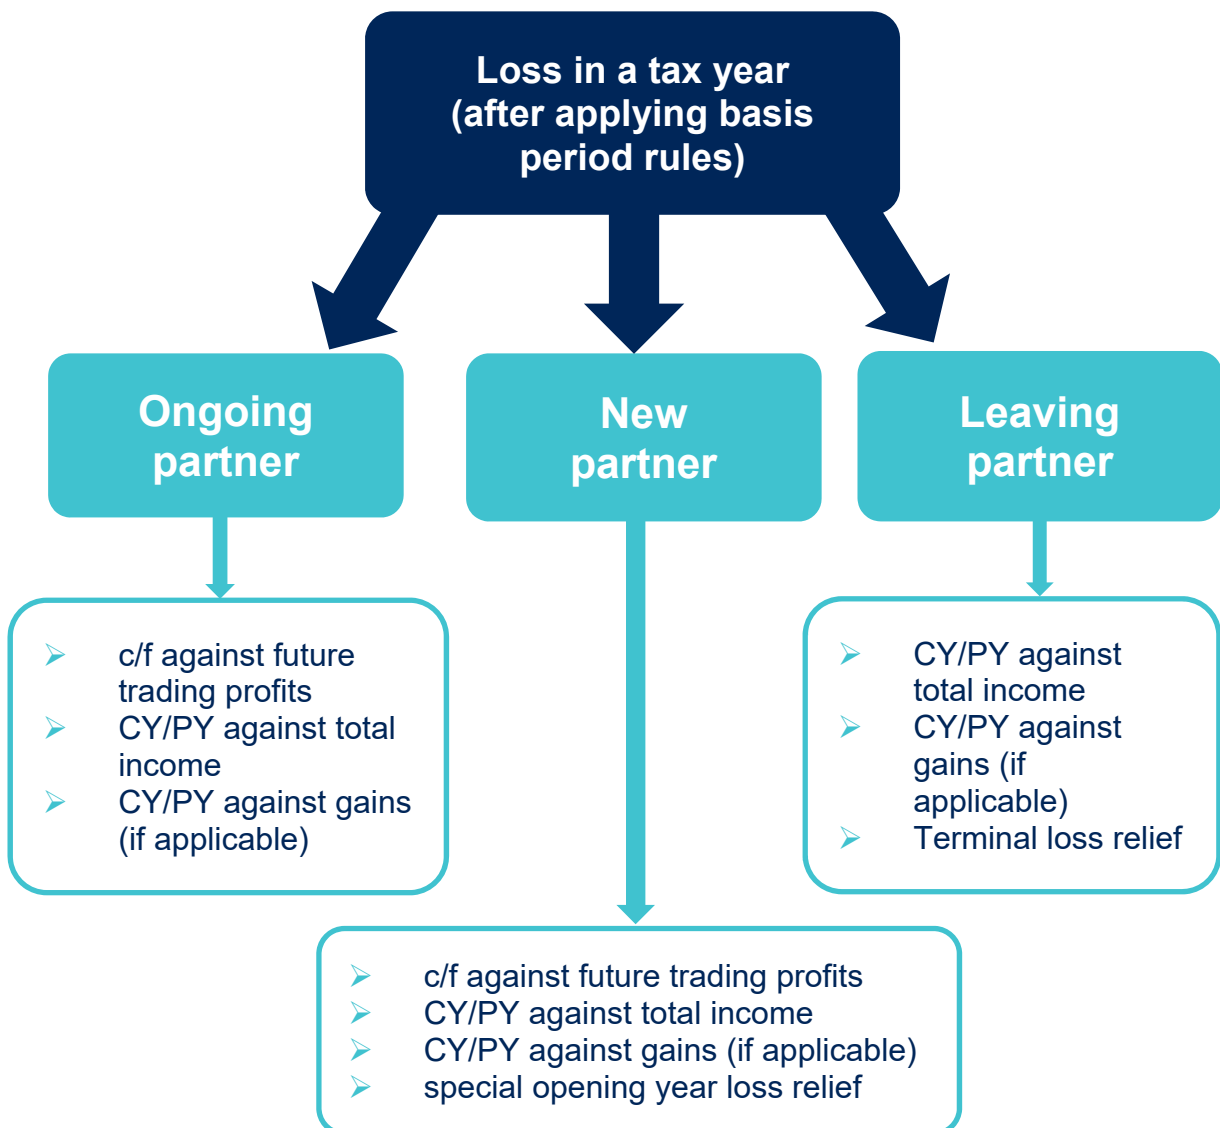 Loss in a tax year
(after applying basis
period rules)
Ongoing
partner
New
partner
Leaving
partner
➢ c/f against future
trading profits
➢ CY/PY against total
income
➢ CY/PY against gains
(if applicable)
➢ CY/PY against
total income
➢ CY/PY against
gains (if
applicable)
➢ Terminal loss relief
➢ c/f against future trading profits
➢ CY/PY against total income
➢ CY/PY against gains (if applicable)
➢ special opening year loss relief